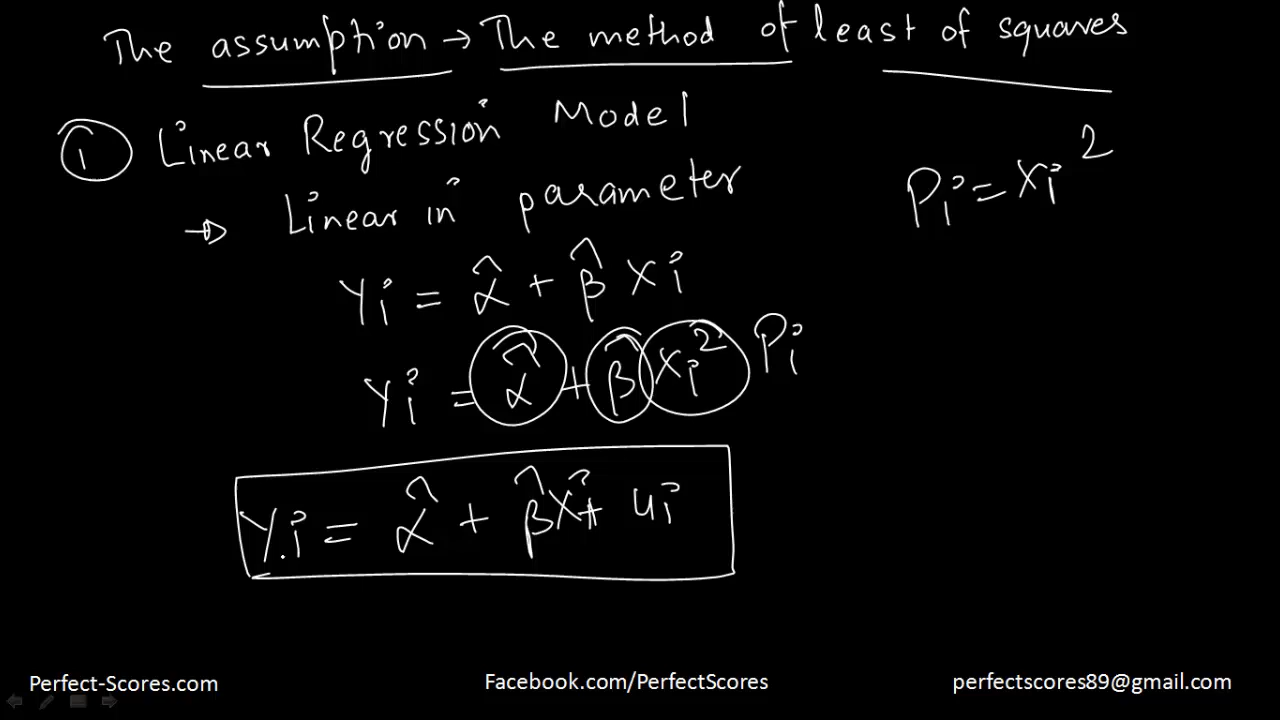 The assumption → The method of least of squares
① Linear Regression Model
→ Linear in parameter
Pi = Xi²
Yi = α̂ + β̂ Xi
Yi = α̂ + β̂ Xi² Pi
Yi = α̂ + β̂Xi + ui
Perfect-Scores.com
Facebook.com/PerfectScores
perfectscores89@gmail.com